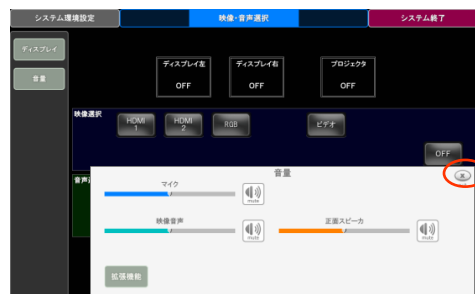 システム環境設定
映像・音声選択
システム終了
ディスプレイ
音量
ディスプレイ左
OFF
ディスプレイ右
OFF
プロジェクタ
OFF
映像選択
HDMI
1
HDMI
2
RGB
ビデオ
OFF
音声
音量
x
マイク
mute
映像音声
mute
正面スピーカ
mute
拡張機能